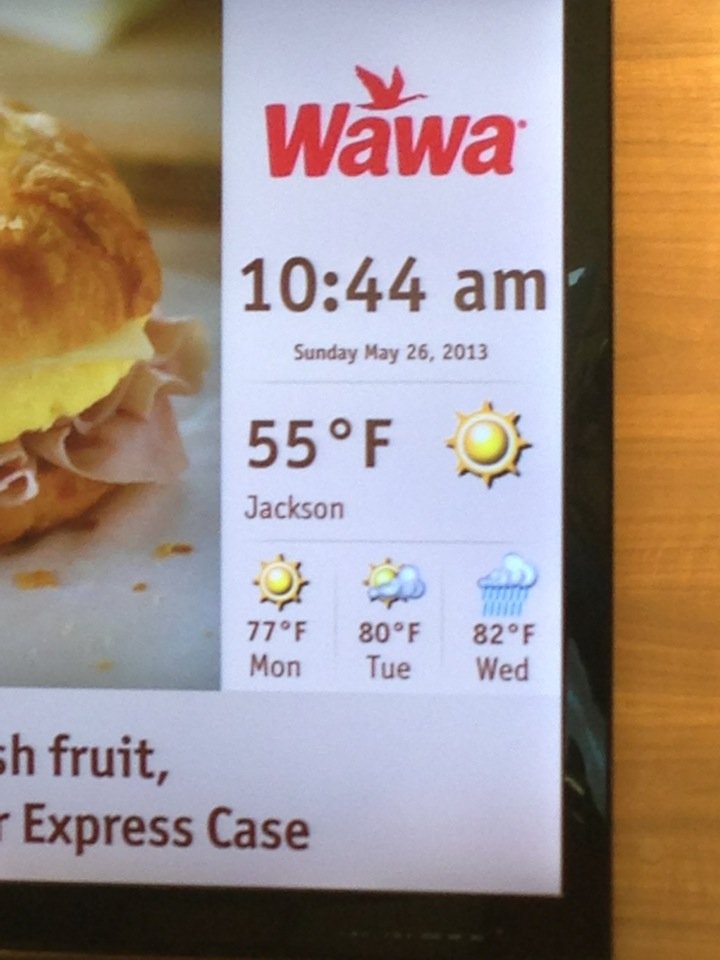 Wawa
10:44 am
Sunday May 26, 2013
55°F
Jackson
77°F 80°F 82°F
Mon Tue Wed
sh fruit,
r Express Case